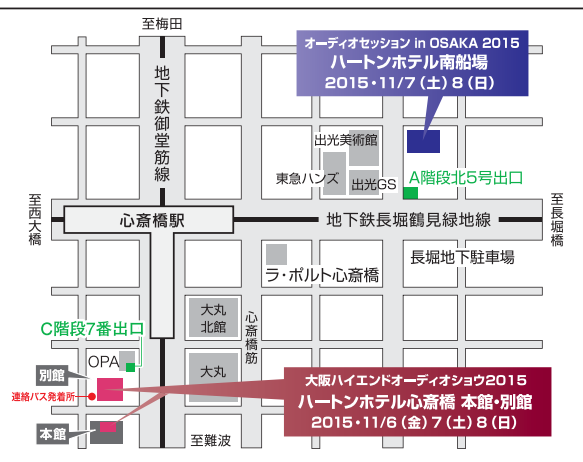 至梅田
オーディオセッション in OSAKA 2015
ハートンホテル南船場
2015・11/7（土）8（日）
地下鉄御堂筋線
出光美術館
東急ハンズ
出光GS
A階段北5号出口
至西大橋
心斎橋駅
地下鉄長堀鶴見緑地線
至長堀橋
長堀地下駐車場
ラ・ポルト心斎橋
大丸
北館
心斎橋筋
C階段7番出口
OPA
別館
連絡バス発着所
大丸
大阪ハイエンドオーディオショウ2015
ハートンホテル心斎橋 本館・別館
2015・11/6（金）7（土）8（日）
本館
至難波